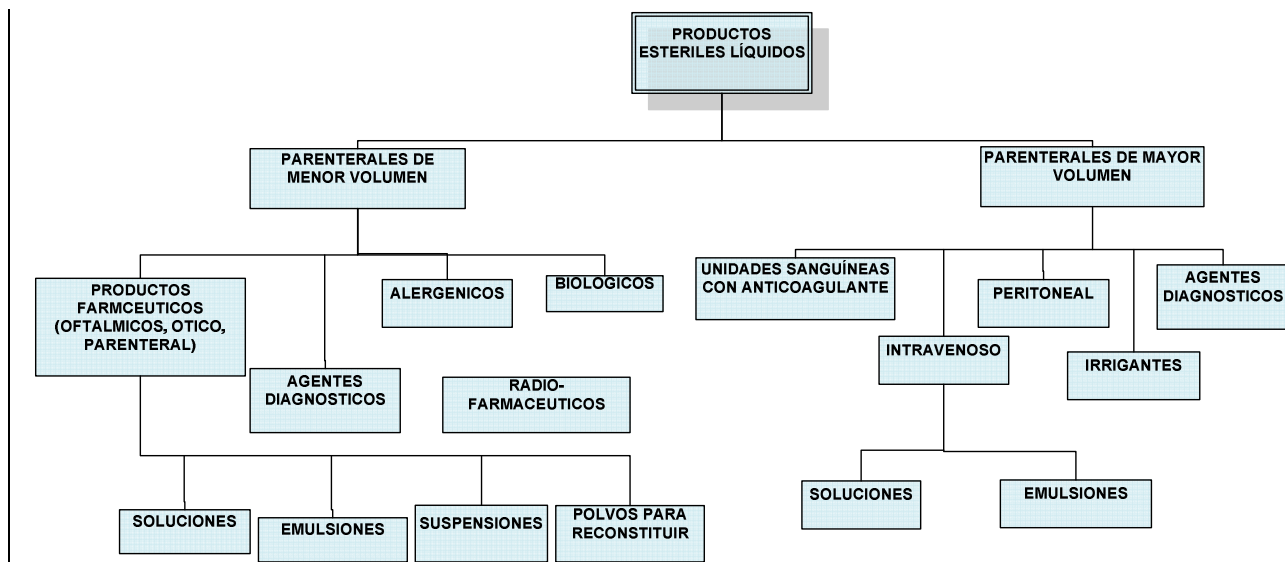 PRODUCTOS
ESTERILES LÍQUIDOS
PARENTERALES DE
MENOR VOLUMEN
PARENTERALES DE MAYOR
VOLUMEN
PRODUCTOS
FARMCEUTICOS
(OFTALMICOS, OTICO,
PARENTERAL)
AGENTES
DIAGNOSTICOS
ALERGENICOS
RADIO-
FARMACEUTICOS
BIOLOGICOS
UNIDADES SANGUÍNEAS
CON ANTICOAGULANTE
INTRAVENOSO
PERITONEAL
IRRIGANTES
AGENTES
DIAGNOSTICOS
SOLUCIONES
EMULSIONES
SUSPENSIONES
POLVOS PARA
RECONSTITUIR
SOLUCIONES
EMULSIONES